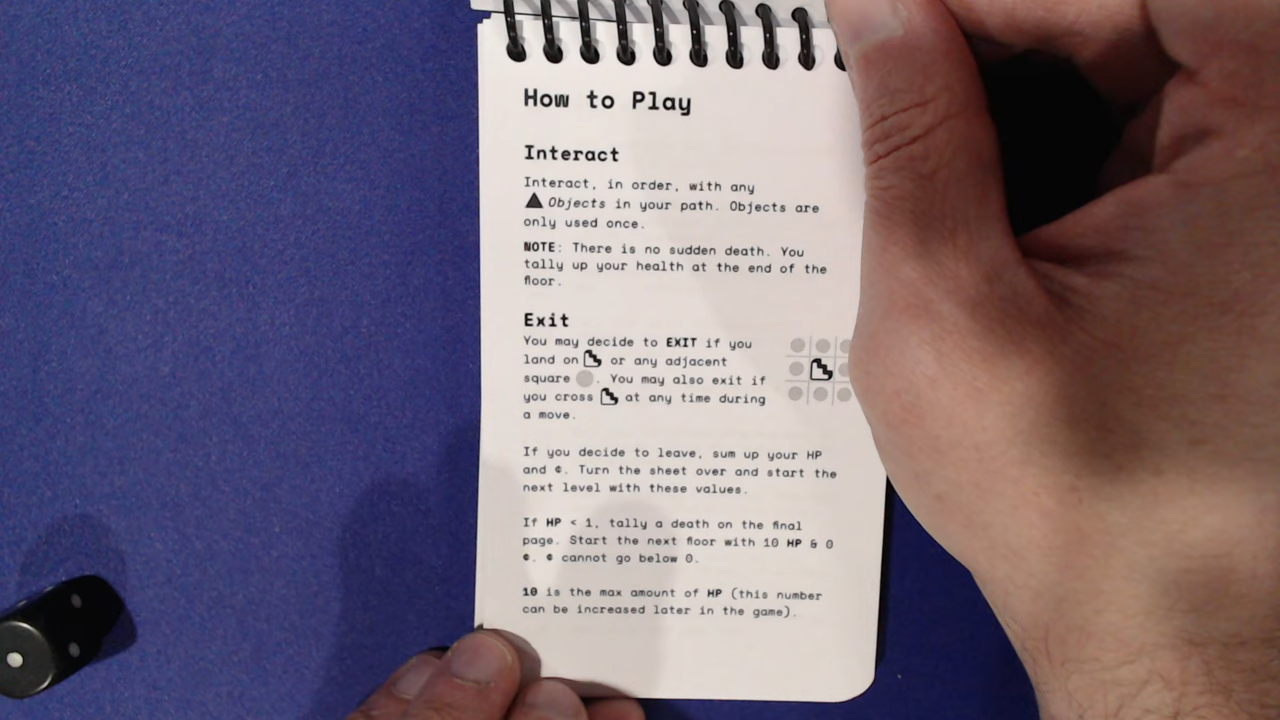 How to Play
Interact
Interact, in order, with any
▲ Objects in your path. Objects are
only used once.
NOTE: There is no sudden death. You
tally up your health at the end of the
floor.
Exit
You may decide to EXIT if you
land on or any adjacent
square . You may also exit if
you cross at any time during
a move.
If you decide to leave, sum up your HP
and ¢. Turn the sheet over and start the
next level with these values.
If HP < 1, tally a death on the final
page. Start the next floor with 10 HP & 0
¢. ¢ cannot go below 0.
10 is the max amount of HP (this number
can be increased later in the game).